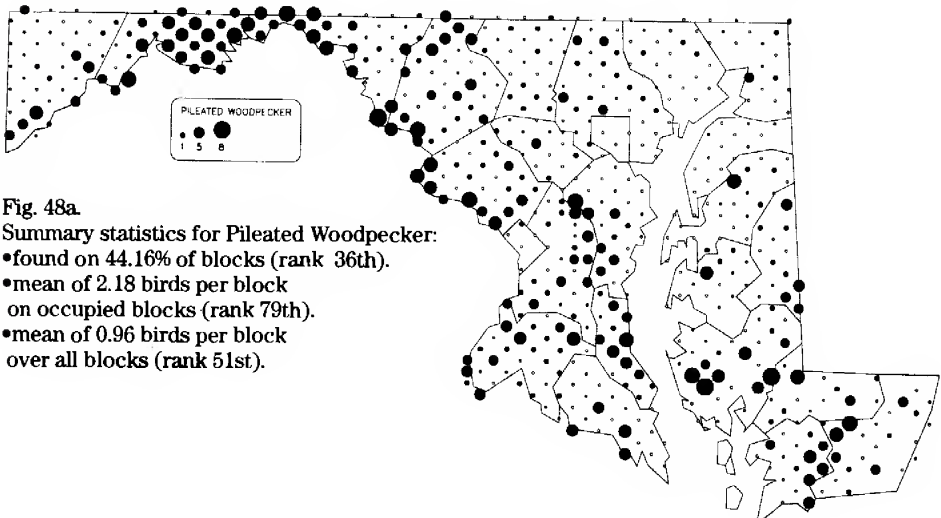 PILEATED WOODPECKER
1 5 8
Fig. 48a.
Summary statistics for Pileated Woodpecker:
•found on 44.16% of blocks (rank 36th).
•mean of 2.18 birds per block
on occupied blocks (rank 79th).
•mean of 0.96 birds per block
over all blocks (rank 51st).